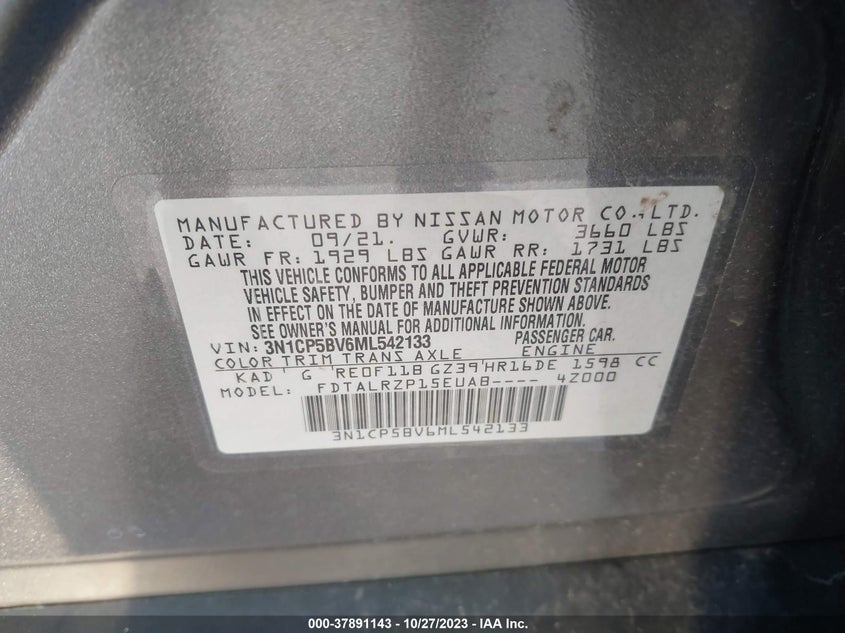 MANUFACTURED BY NISSAN MOTOR CO., LTD.
DATE: 09/21. GVWR: 3660 LBS
GAWR FR: 1929 LBS GAWR RR: 1731 LBS
THIS VEHICLE CONFORMS TO ALL APPLICABLE FEDERAL MOTOR
VEHICLE SAFETY, BUMPER AND THEFT PREVENTION STANDARDS
IN EFFECT ON THE DATE OF MANUFACTURE SHOWN ABOVE.
SEE OWNER'S MANUAL FOR ADDITIONAL INFORMATION.
VIN: 3N1CP5BV6ML542133 PASSENGER CAR.
COLOR TRIM TRANS AXLE ENGINE
KAD G RE0F11B GZ39 HR16DE 1598 CC
MODEL: FDTALRZP15EUAB---- 4Z000
3N1CP5BV6ML542133
000-37891143 | 10/27/2023 | IAA Inc.